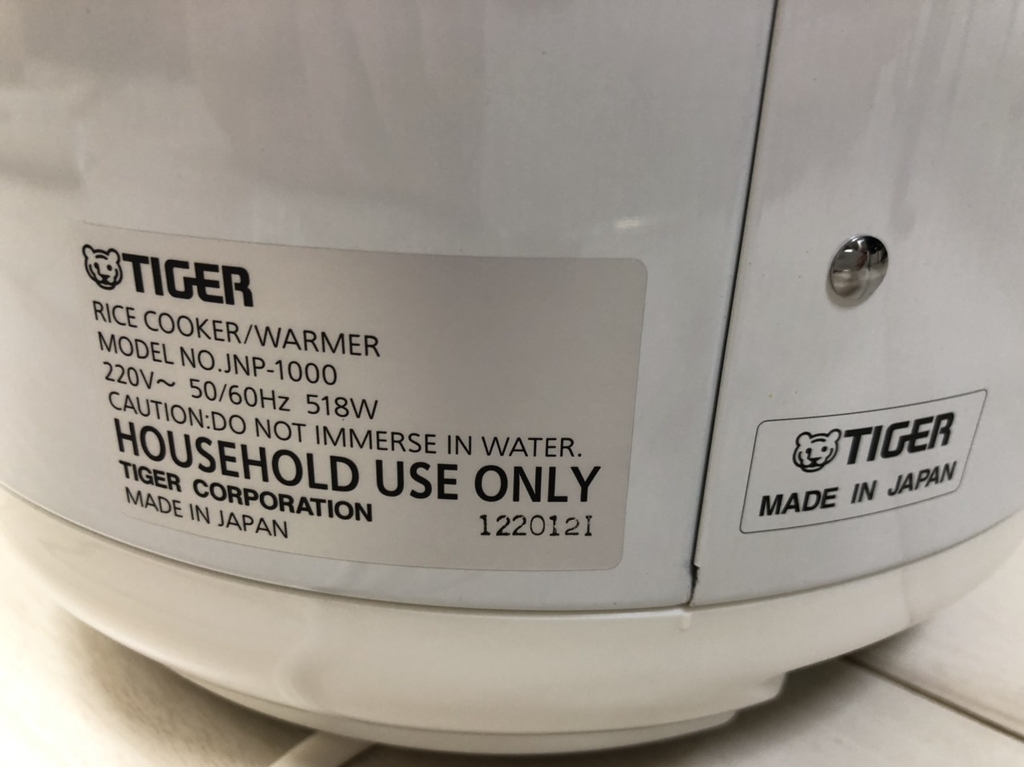 TIGER
RICE COOKER/WARMER
MODEL NO.JNP-1000
220V～ 50/60Hz 518W
CAUTION:DO NOT IMMERSE IN WATER.
HOUSEHOLD USE ONLY
TIGER CORPORATION
MADE IN JAPAN
122012I
TIGER
MADE IN JAPAN